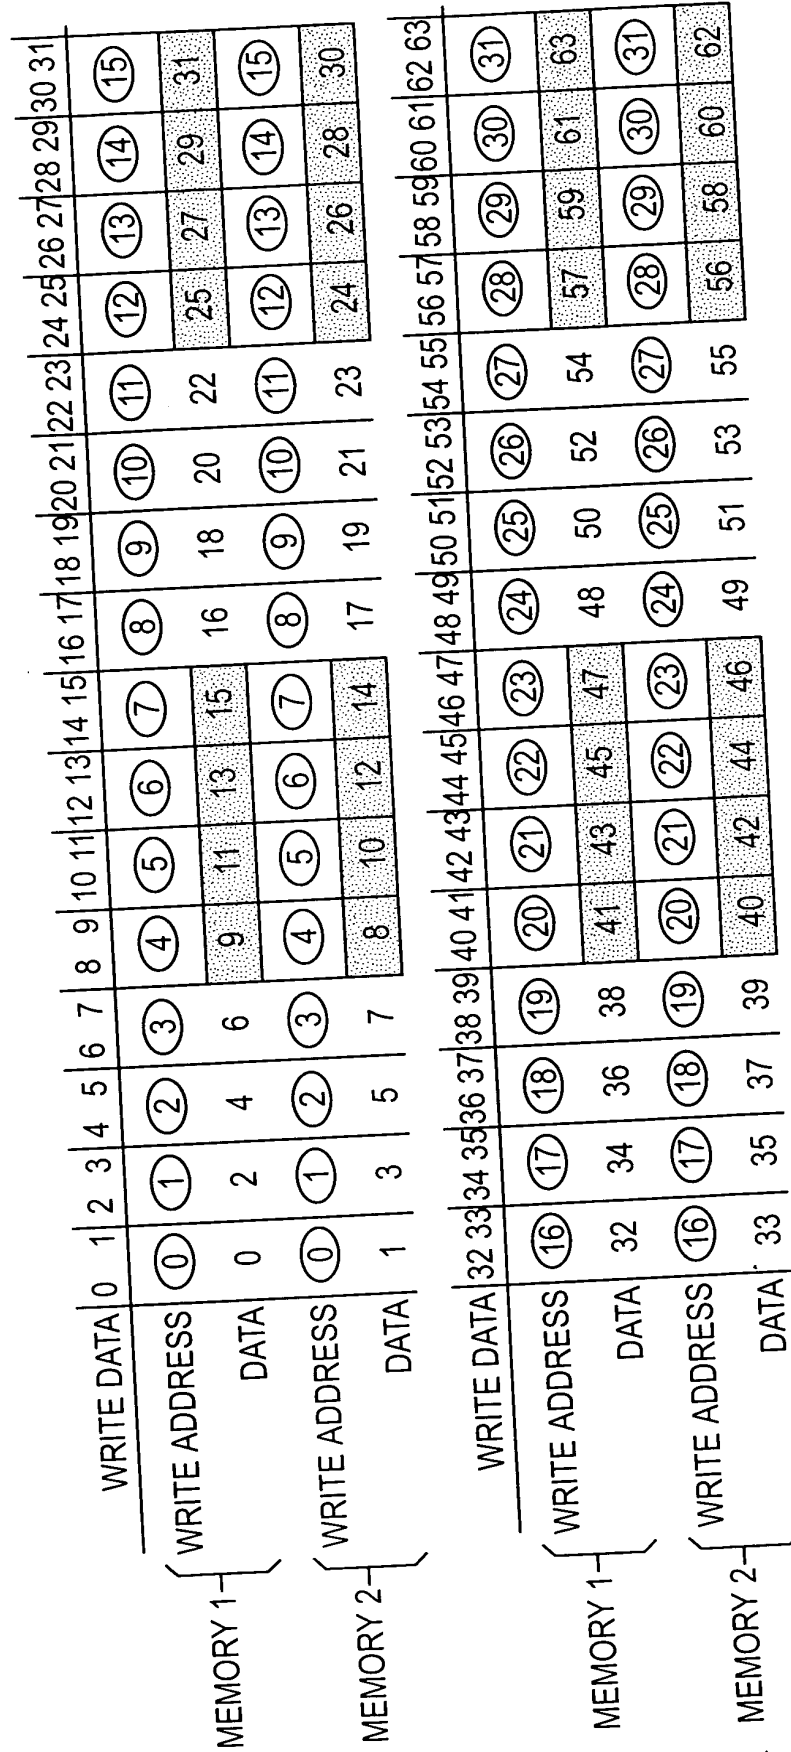 WRITE DATA 0 1 2 3 4 5 6 7 8 9 10 11 12 13 14 15 16 17 18 19 20 21 22 23 24 25 26 27 28 29 30 31
MEMORY 1
WRITE ADDRESS 0 1 2 3 4 5 6 7 8 9 10 11 12 13 14 15
DATA 0 2 4 6 9 11 13 15 16 18 20 22 25 27 29 31
MEMORY 2
WRITE ADDRESS 0 1 2 3 4 5 6 7 8 9 10 11 12 13 14 15
DATA 1 3 5 7 8 10 12 14 17 19 21 23 24 26 28 30
WRITE DATA 32 33 34 35 36 37 38 39 40 41 42 43 44 45 46 47 48 49 50 51 52 53 54 55 56 57 58 59 60 61 62 63
MEMORY 1
WRITE ADDRESS 16 17 18 19 20 21 22 23 24 25 26 27 28 29 30 31
DATA 32 34 36 38 41 43 45 47 48 50 52 54 57 59 61 63
MEMORY 2
WRITE ADDRESS 16 17 18 19 20 21 22 23 24 25 26 27 28 29 30 31
DATA 33 35 37 39 40 42 44 46 49 51 53 55 56 58 60 62